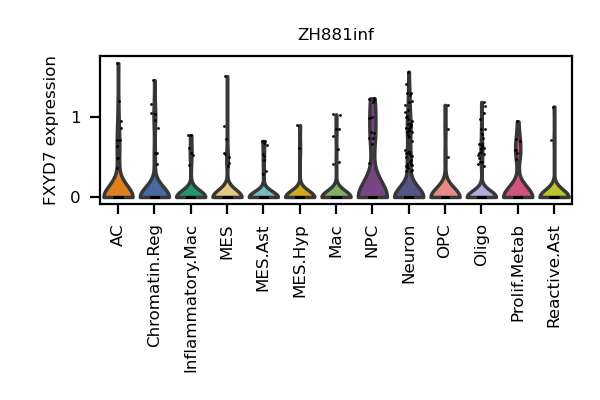 ZH881inf
FXYD7 expression
1
0
AC
Chromatin.Reg
Inflammatory.Mac
MES
MES.Ast
MES.Hyp
Mac
NPC
Neuron
OPC
Oligo
Prolif.Metab
Reactive.Ast